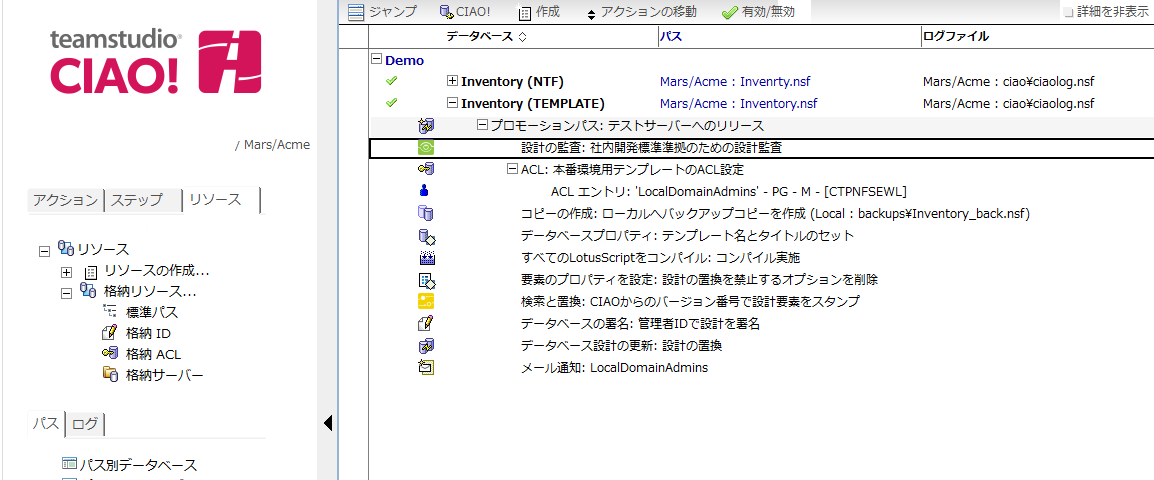 teamstudio®
CIAO!
/ Mars/Acme
アクション ステップ リソース
リソース
リソースの作成...
格納リソース...
標準パス
格納 ID
格納 ACL
格納サーバー
パス ログ
パス別データベース
ジャンプ CIAO! 作成 アクションの移動 有効/無効 詳細を非表示
データベース パス ログファイル
Demo
Inventory (NTF) Mars/Acme : Invenrty.nsf Mars/Acme : ciao¥ciaolog.nsf
Inventory (TEMPLATE) Mars/Acme : Inventory.nsf Mars/Acme : ciao¥ciaolog.nsf
プロモーションパス: テストサーバーへのリリース
設計の監査: 社内開発標準準拠のための設計監査
ACL: 本番環境用テンプレートのACL設定
ACL エントリ: 'LocalDomainAdmins' - PG - M - [CTPNFSEWL]
コピーの作成: ローカルへバックアップコピーを作成 (Local : backups¥Inventory_back.nsf)
データベースプロパティ: テンプレート名とタイトルのセット
すべてのLotusScriptをコンパイル: コンパイル実施
要素のプロパティを設定: 設計の置換を禁止するオプションを削除
検索と置換: CIAOからのバージョン番号で設計要素をスタンプ
データベースの署名: 管理者IDで設計を署名
データベース設計の更新: 設計の置換
メール通知: LocalDomainAdmins